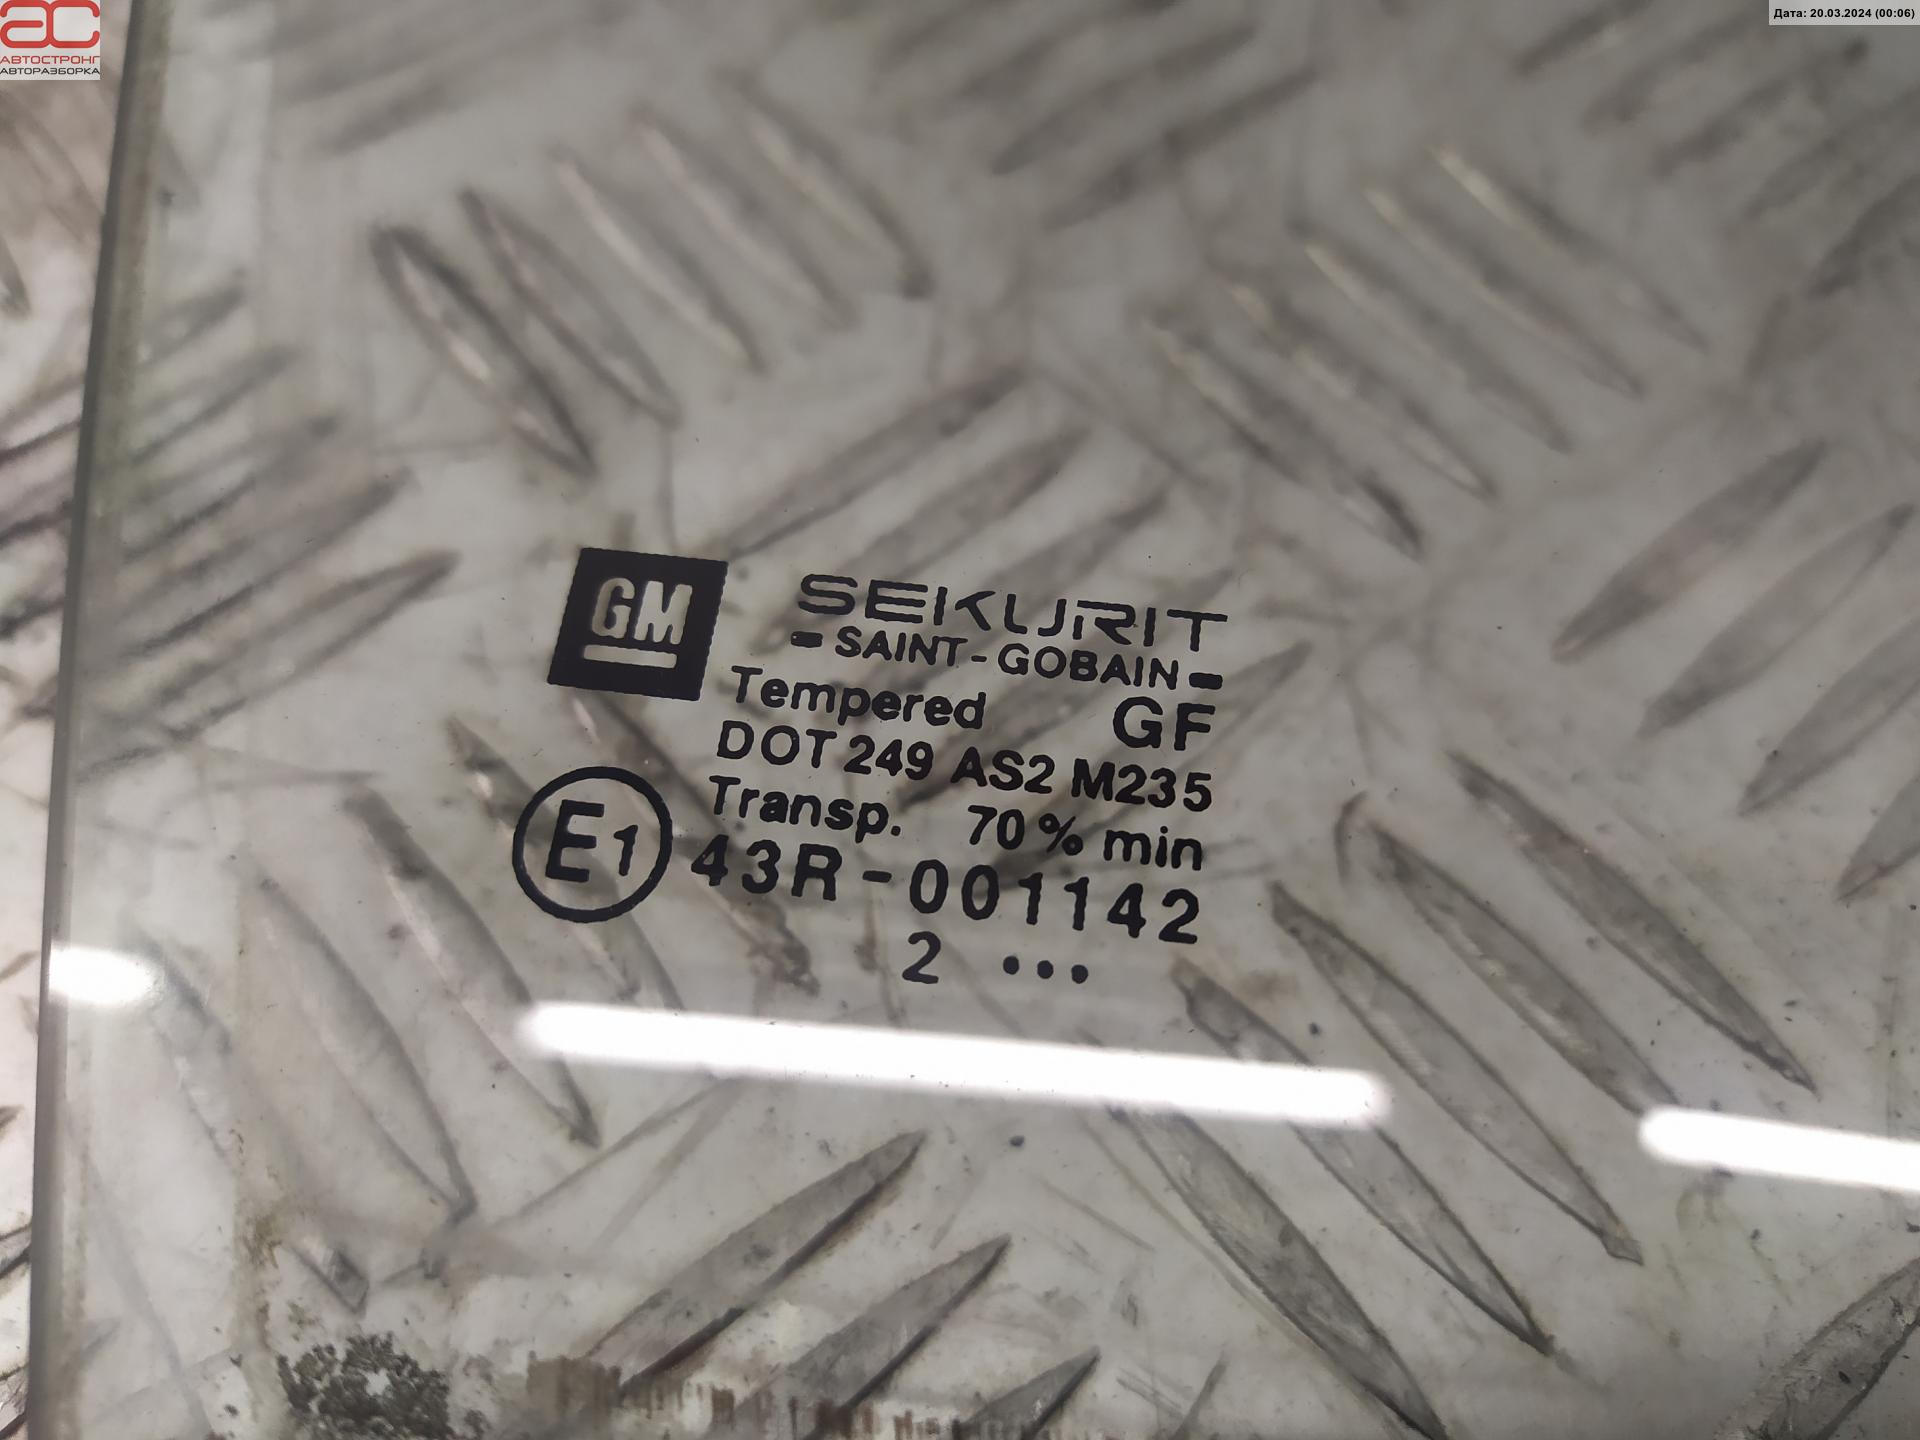 АВТОСТРОНГ
АВТОРАЗБОРКА
Дата: 20.03.2024 (00:06)
GM
SEKURIT
- SAINT - GOBAIN -
Tempered GF
DOT 249 AS2 M235
Transp. 70% min
E1 43R - 001142
2 ...